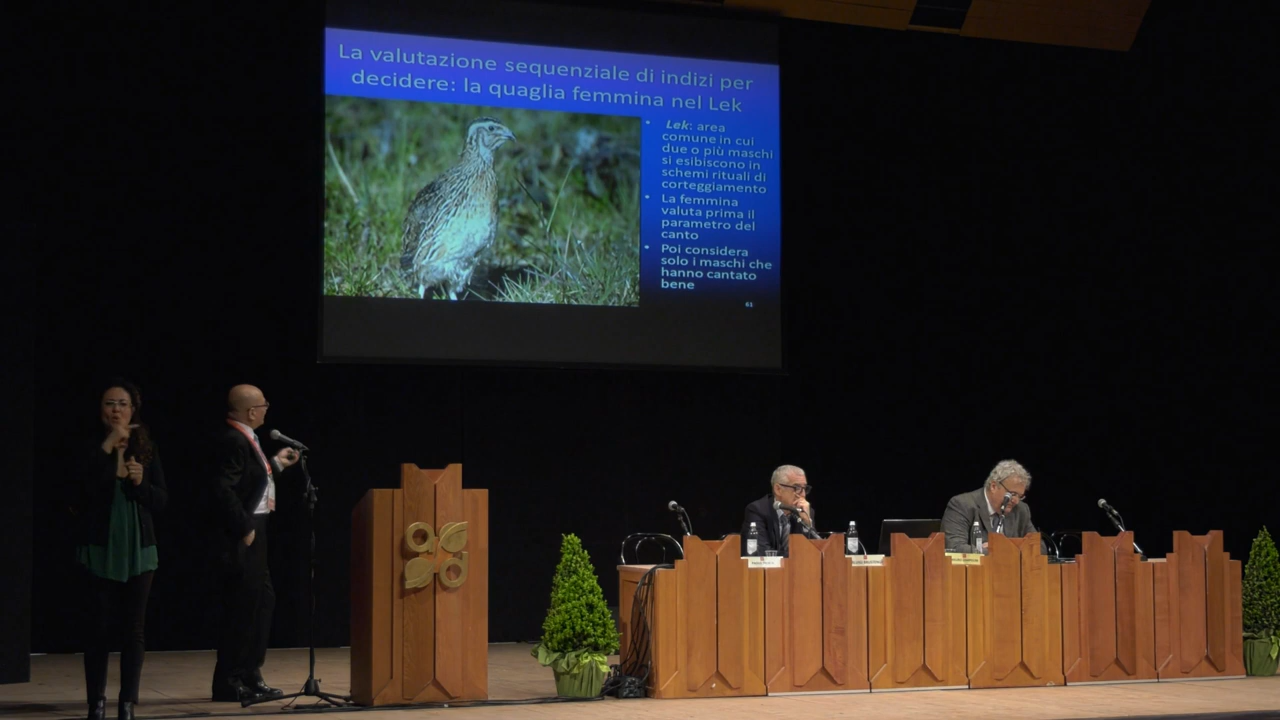 La valutazione sequenziale di indizi per
decidere: la quaglia femmina nel Lek
• Lek: area
comune in cui
due o più maschi
si esibiscono in
schemi rituali di
corteggiamento
• La femmina
valuta prima il
parametro del
canto
• Poi considera
solo i maschi che
hanno cantato
bene
61